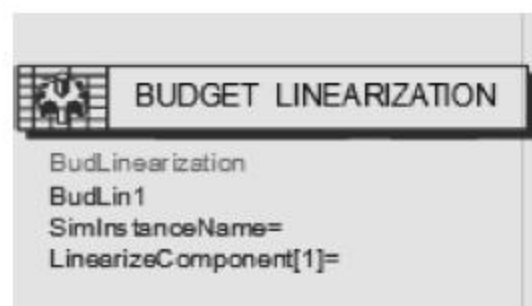 BUDGET LINEARIZATION
BudLinearization
BudLin1
SimInstanceName=
LinearizeComponent[1]=